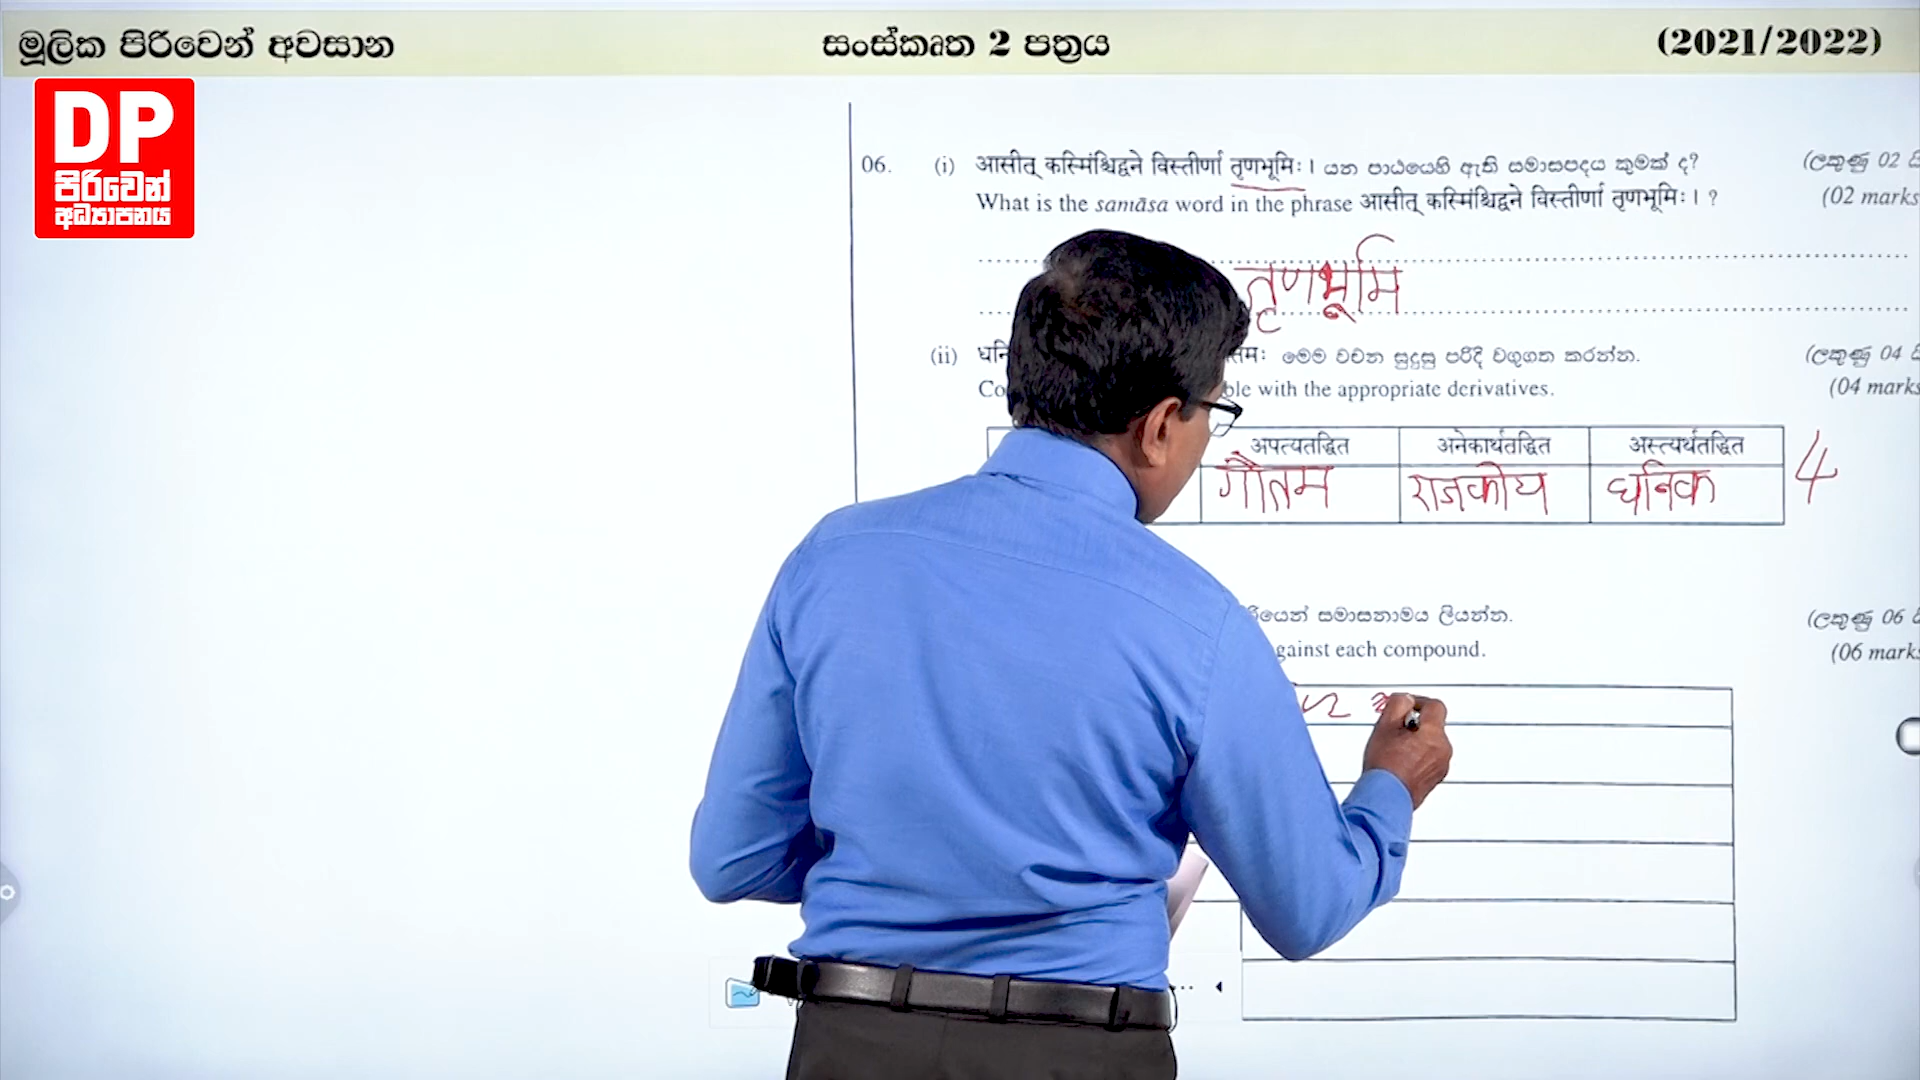 මූලික පිරිවෙන් අවසාන
සංස්කෘත 2 පත්‍රය
(2021/2022)
DP
පිරිවෙන්
අධ්‍යාපනය
06. (i) आसीत् कस्मिंश्चिद्वने विस्तीर्णा तृणभूमिः। යන පාඨයෙහි ඇති සමාසපදය කුමක් ද? (ලකුණු 02
What is the samāsa word in the phrase आसीत् कस्मिंश्चिद्वने विस्तीर्णा तृणभूमिः। ? (02 marks
तृणभूमि
(ii) මෙම වචන සුදුසු පරිදි වගුගත කරන්න. (ලකුණු 04
with the appropriate derivatives. (04 marks
अपत्यतद्धित अनेकार्थतद्धित अस्त्यर्थतद्धित
गौतम राजकीय धनिक 4
සමාසනාමය ලියන්න. (ලකුණු 06
each compound. (06 marks